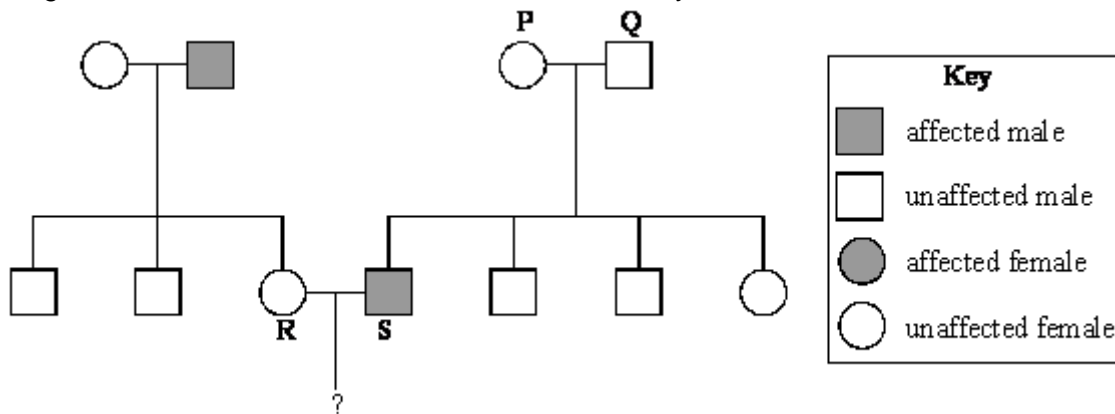 P Q
Key
affected male
unaffected male
affected female
unaffected female
R S
?